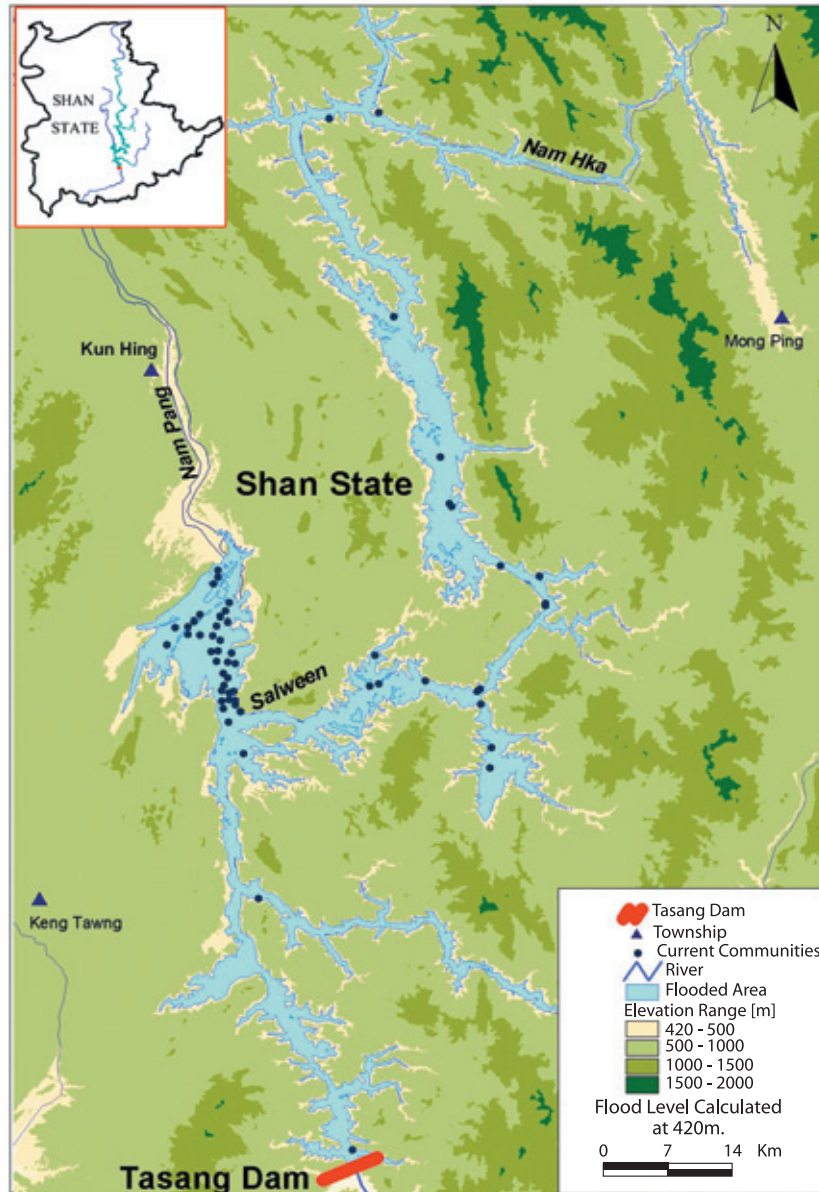 SHAN
STATE
N
Nam Hka
Mong Ping
Kun Hing
Nam Pang
Shan State
Salween
Keng Tawng
Tasang Dam
Tasang Dam
Township
Current Communities
River
Flooded Area
Elevation Range [m]
420 - 500
500 - 1000
1000 - 1500
1500 - 2000
Flood Level Calculated
at 420m.
0 7 14 Km